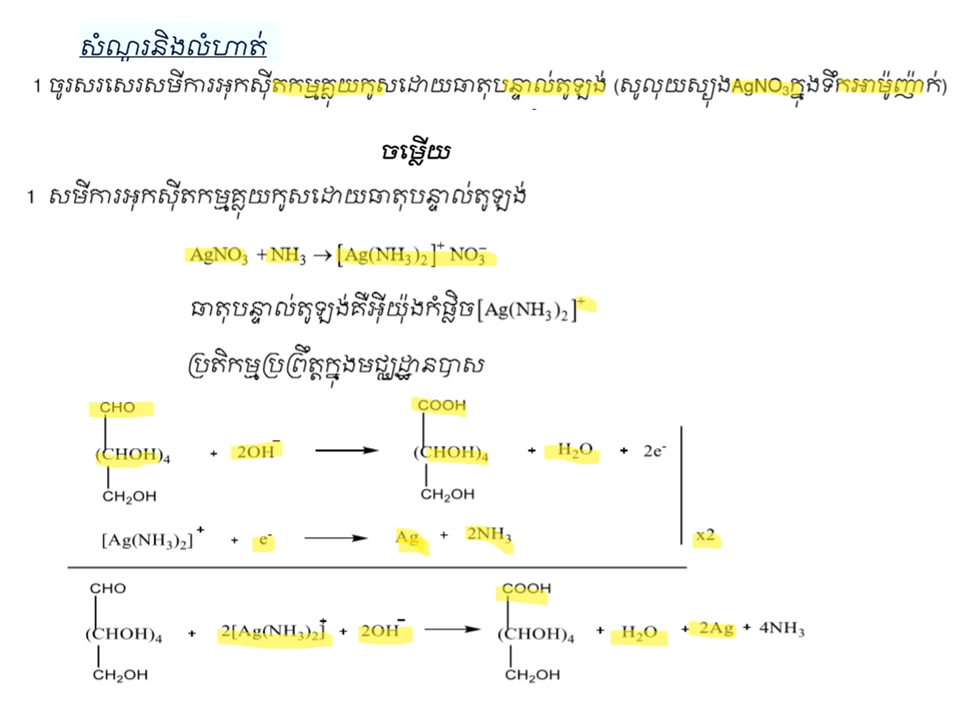 សំណួរនិងលំហាត់
1 ចូរសរសេរសមីការអុកស៊ីតកម្មគ្លុយកូសដោយធាតុបន្ទាល់តូឡង់ (សូលុយស្យុងAgNO₃ក្នុងទឹកអាម៉ូញ៉ាក់)
ចម្លើយ
1 សមីការអុកស៊ីតកម្មគ្លុយកូសដោយធាតុបន្ទាល់តូឡង់
AgNO₃ + NH₃ → [Ag(NH₃)₂]⁺ NO₃⁻
ធាតុបន្ទាល់តូឡង់គឺអ៊ីយ៉ុងកំផ្លិច[Ag(NH₃)₂]⁺
ប្រតិកម្មប្រព្រឹត្តក្នុងមជ្ឈដ្ឋានបាស
CHO COOH
(CHOH)₄ + 2OH⁻ → (CHOH)₄ + H₂O + 2e⁻
CH₂OH CH₂OH
[Ag(NH₃)₂]⁺ + e⁻ → Ag + 2NH₃ x2
CHO COOH
(CHOH)₄ + 2[Ag(NH₃)₂]⁺ + 2OH⁻ → (CHOH)₄ + H₂O + 2Ag + 4NH₃
CH₂OH CH₂OH